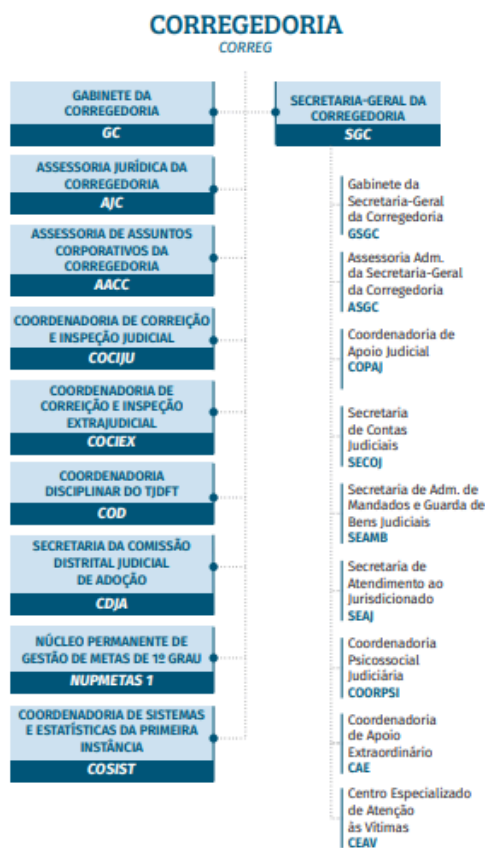 CORREGEDORIA
CORREG
GABINETE DA
CORREGEDORIA
GC
ASSESSORIA JURÍDICA DA
CORREGEDORIA
AJC
ASSESSORIA DE ASSUNTOS
CORPORATIVOS DA
CORREGEDORIA
AACC
COORDENADORIA DE CORREIÇÃO
E INSPEÇÃO JUDICIAL
COCIJU
COORDENADORIA DE
CORREIÇÃO E INSPEÇÃO
EXTRAJUDICIAL
COCIEX
COORDENADORIA
DISCIPLINAR DO TJDFT
COD
SECRETARIA DA COMISSÃO
DISTRITAL JUDICIAL
DE ADOÇÃO
CDJA
NÚCLEO PERMANENTE DE
GESTÃO DE METAS DE 1º GRAU
NUPMETAS 1
COORDENADORIA DE SISTEMAS
E ESTATÍSTICAS DA PRIMEIRA
INSTÂNCIA
COSIST
SECRETARIA-GERAL DA
CORREGEDORIA
SGC
Gabinete da
Secretaria-Geral
da Corregedoria
GSGC
Assessoria Adm.
da Secretaria-Geral
da Corregedoria
ASGC
Coordenadoria de
Apoio Judicial
COPAJ
Secretaria
de Contas
Judiciais
SECOJ
Secretaria de Adm. de
Mandados e Guarda de
Bens Judiciais
SEAMB
Secretaria de
Atendimento ao
Jurisdicionado
SEAJ
Coordenadoria
Psicossocial
Judiciária
COORPSI
Coordenadoria
de Apoio
Extraordinário
CAE
Centro Especializado
de Atenção
às Vítimas
CEAV